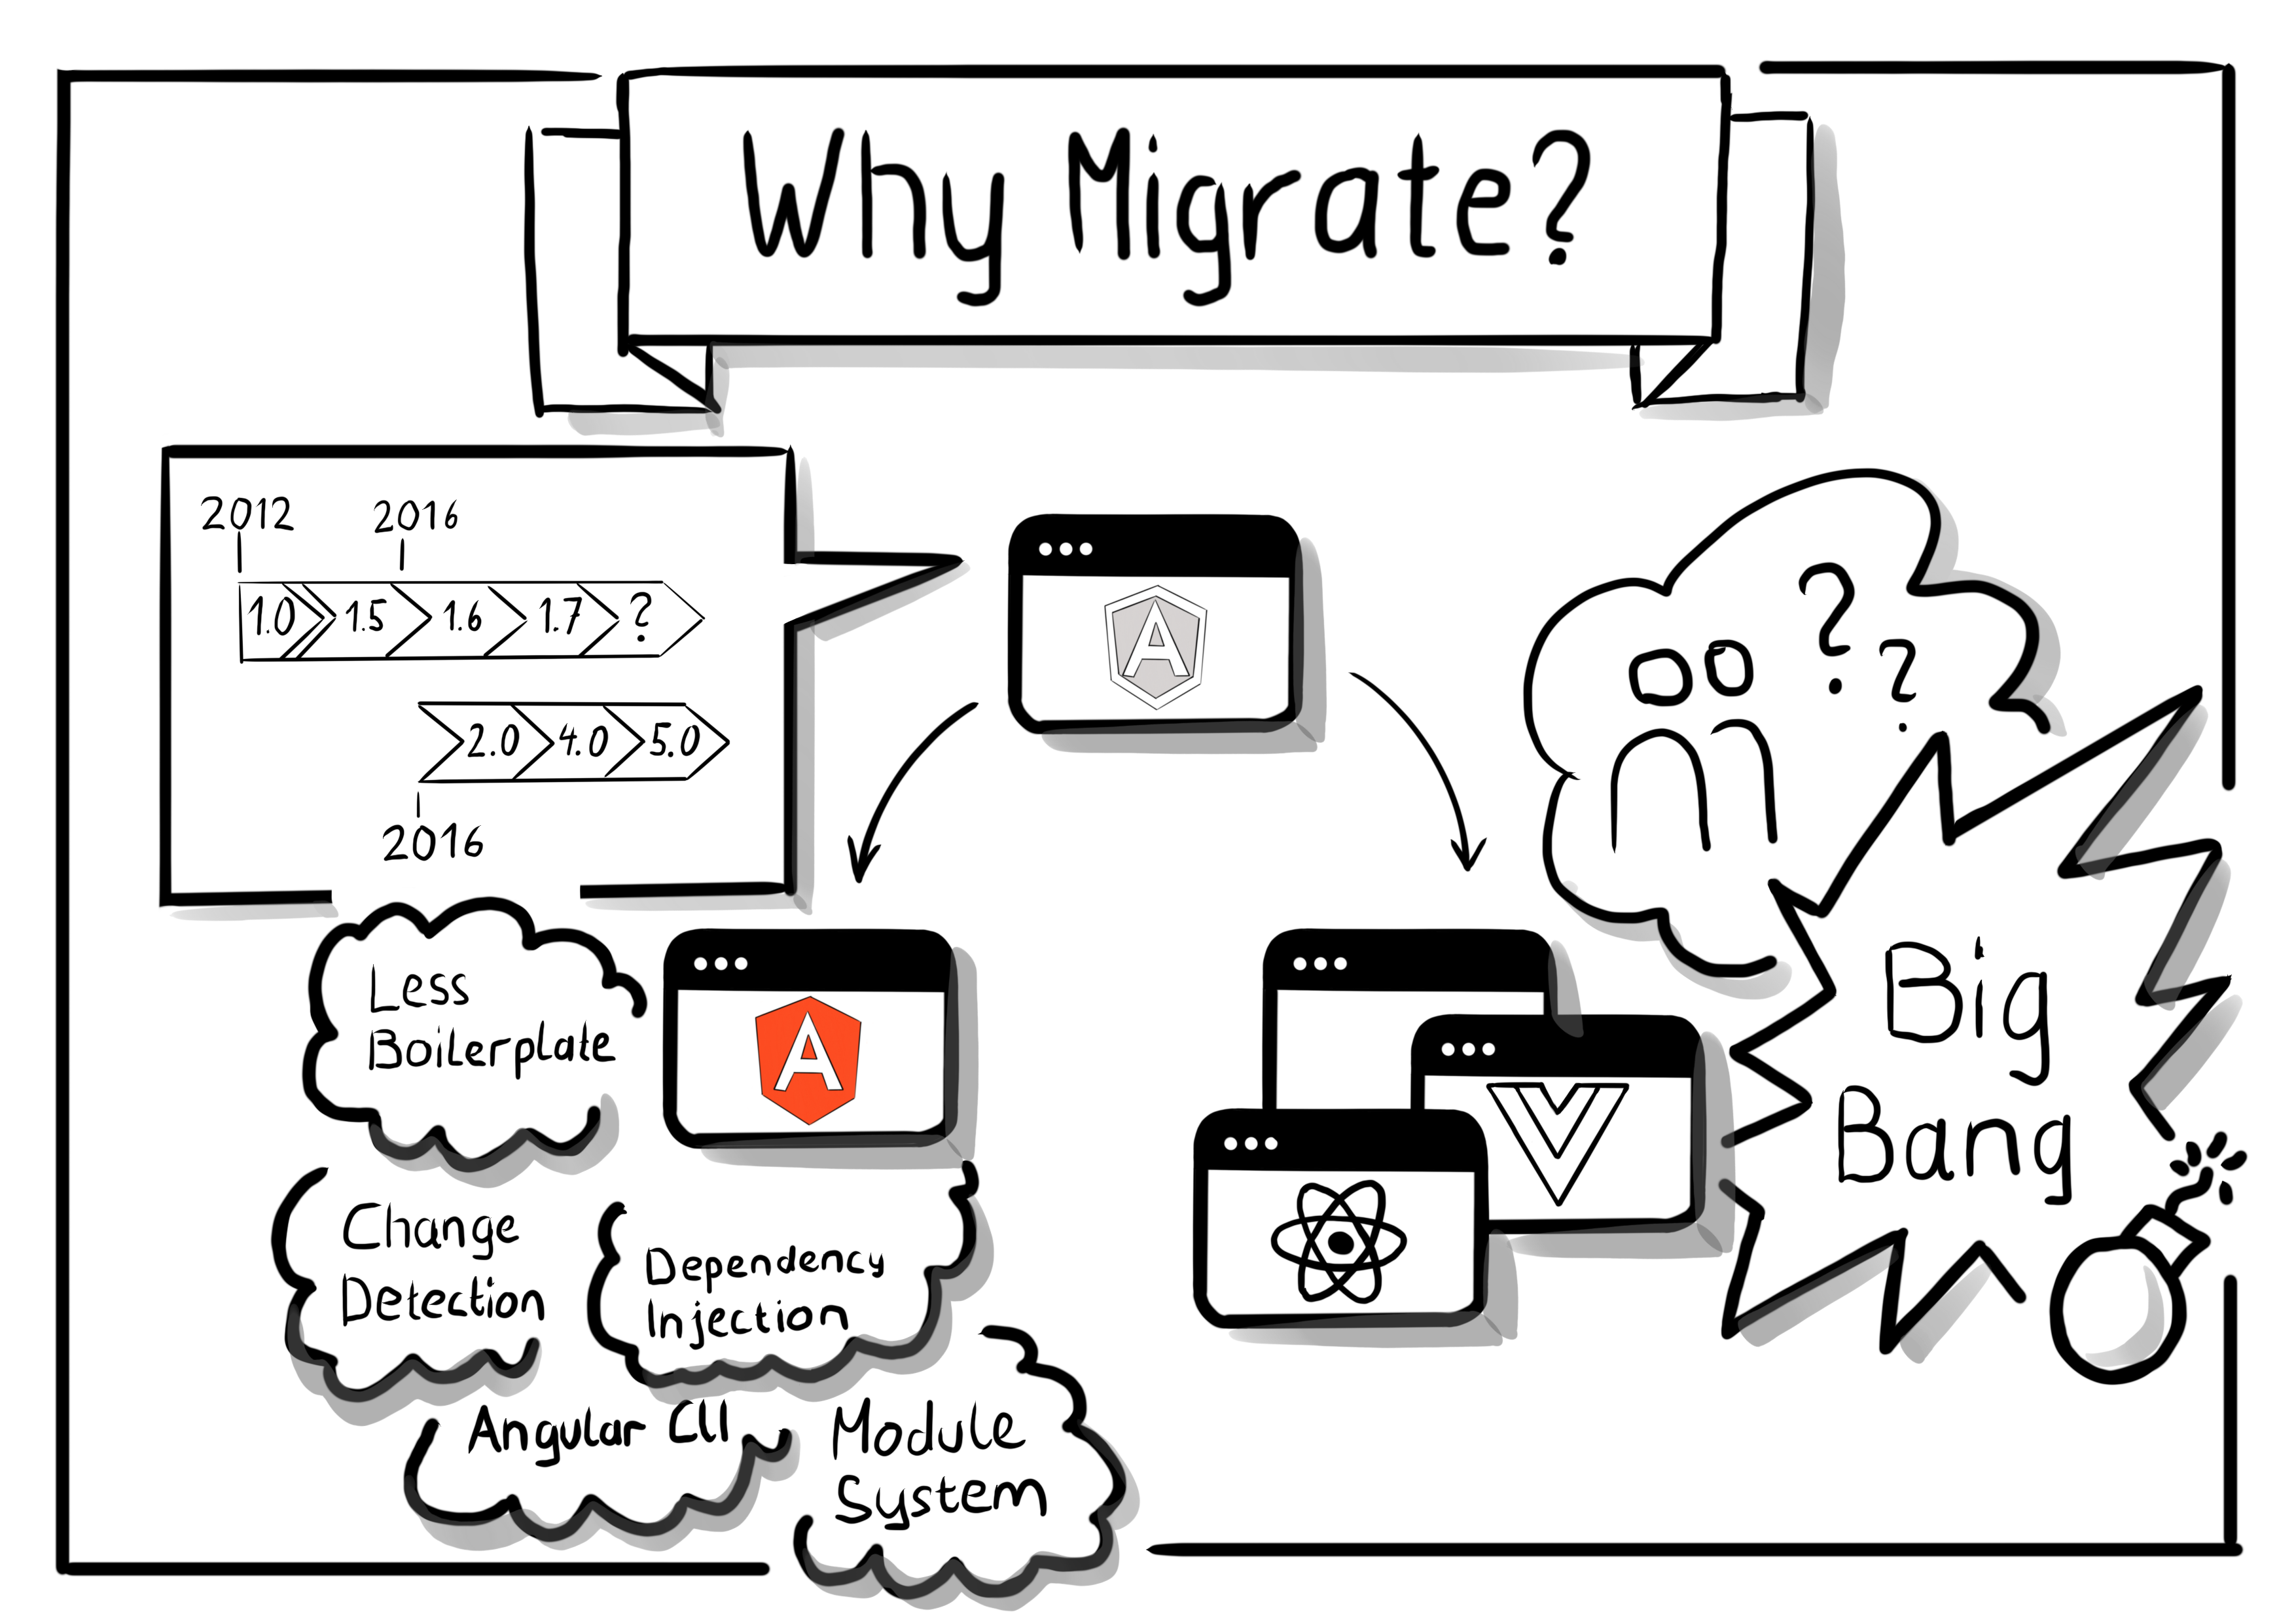 Why Migrate?
2012 2016
1.0 1.5 1.6 1.7 ?
2.0 4.0 5.0
2016
A
? ?
Less
Boilerplate
A
Big
Bang
Change
Detection
Dependency
Injection
Angular CLI
Module
System